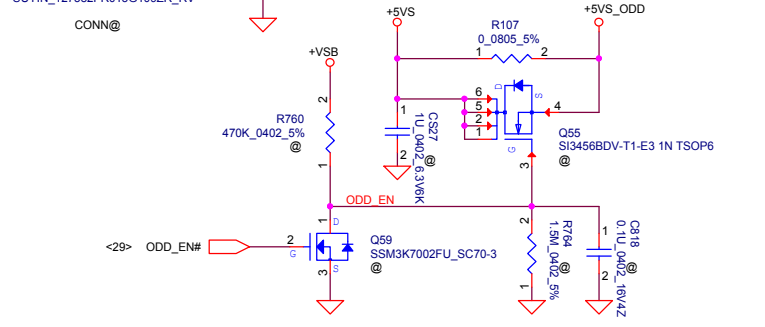 CONN@
+5VS
+5VS_ODD
R107
0_0805_5%
1
2
+VSB
2
R760
470K_0402_5%
@
1
1
CS27
1U_0402_6.3V6K
@
2
6
5
2
1
D
S
G
4
3
Q55
SI3456BDV-T1-E3 1N TSOP6
@
ODD_EN
<29>
ODD_EN#
2
G
1
D
3
S
Q59
SSM3K7002FU_SC70-3
@
2
R764
1.5M_0402_5%
@
1
C818
0.1U_0402_16V4Z
@
1
2